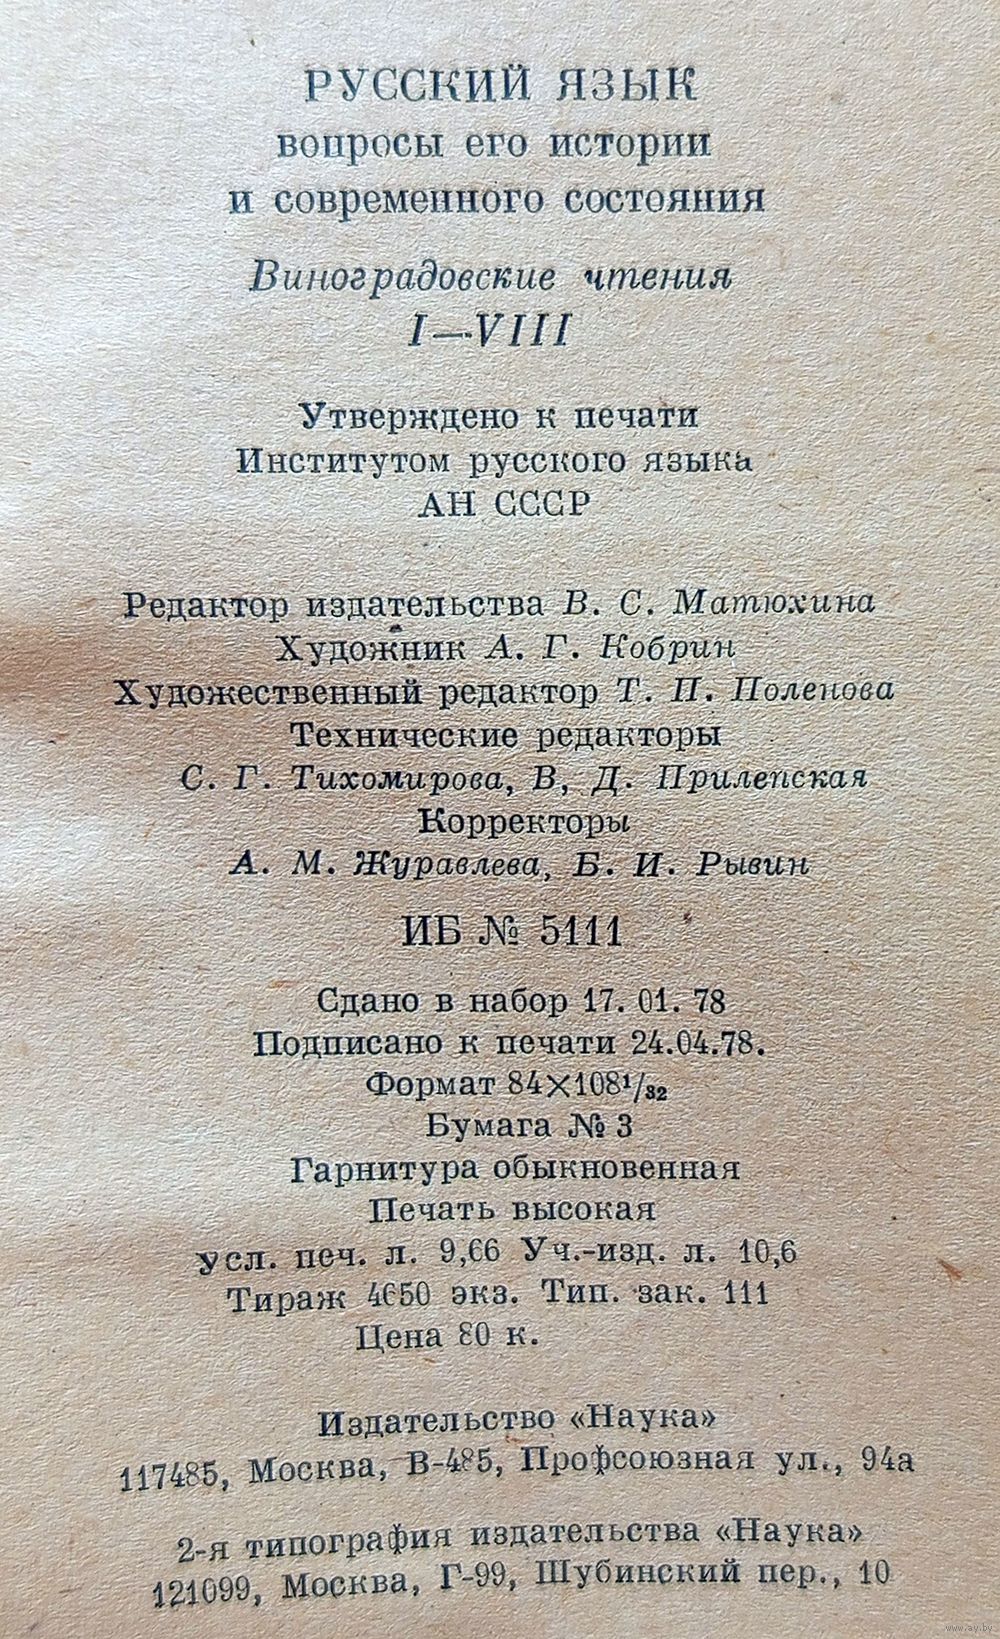 РУССКИЙ ЯЗЫК
вопросы его истории
и современного состояния
Виноградовские чтения
I—VIII
Утверждено к печати
Институтом русского языка
АН СССР
Редактор издательства В. С. Матюхина
Художник А. Г. Кобрин
Художественный редактор Т. П. Поленова
Технические редакторы
С. Г. Тихомирова, В, Д. Прилепская
Корректоры
А. М. Журавлева, Б. И. Рывин
ИБ № 5111
Сдано в набор 17. 01. 78
Подписано к печати 24.04.78.
Формат 84×108¹/₃₂
Бумага № 3
Гарнитура обыкновенная
Печать высокая
Усл. печ. л. 9,66 Уч.-изд. л. 10,6
Тираж 4650 экз. Тип. зак. 111
Цена 80 к.
Издательство «Наука»
117485, Москва, В-485, Профсоюзная ул., 94а
2-я типография издательства «Наука»
121099, Москва, Г-99, Шубинский пер., 10
www.ay.by